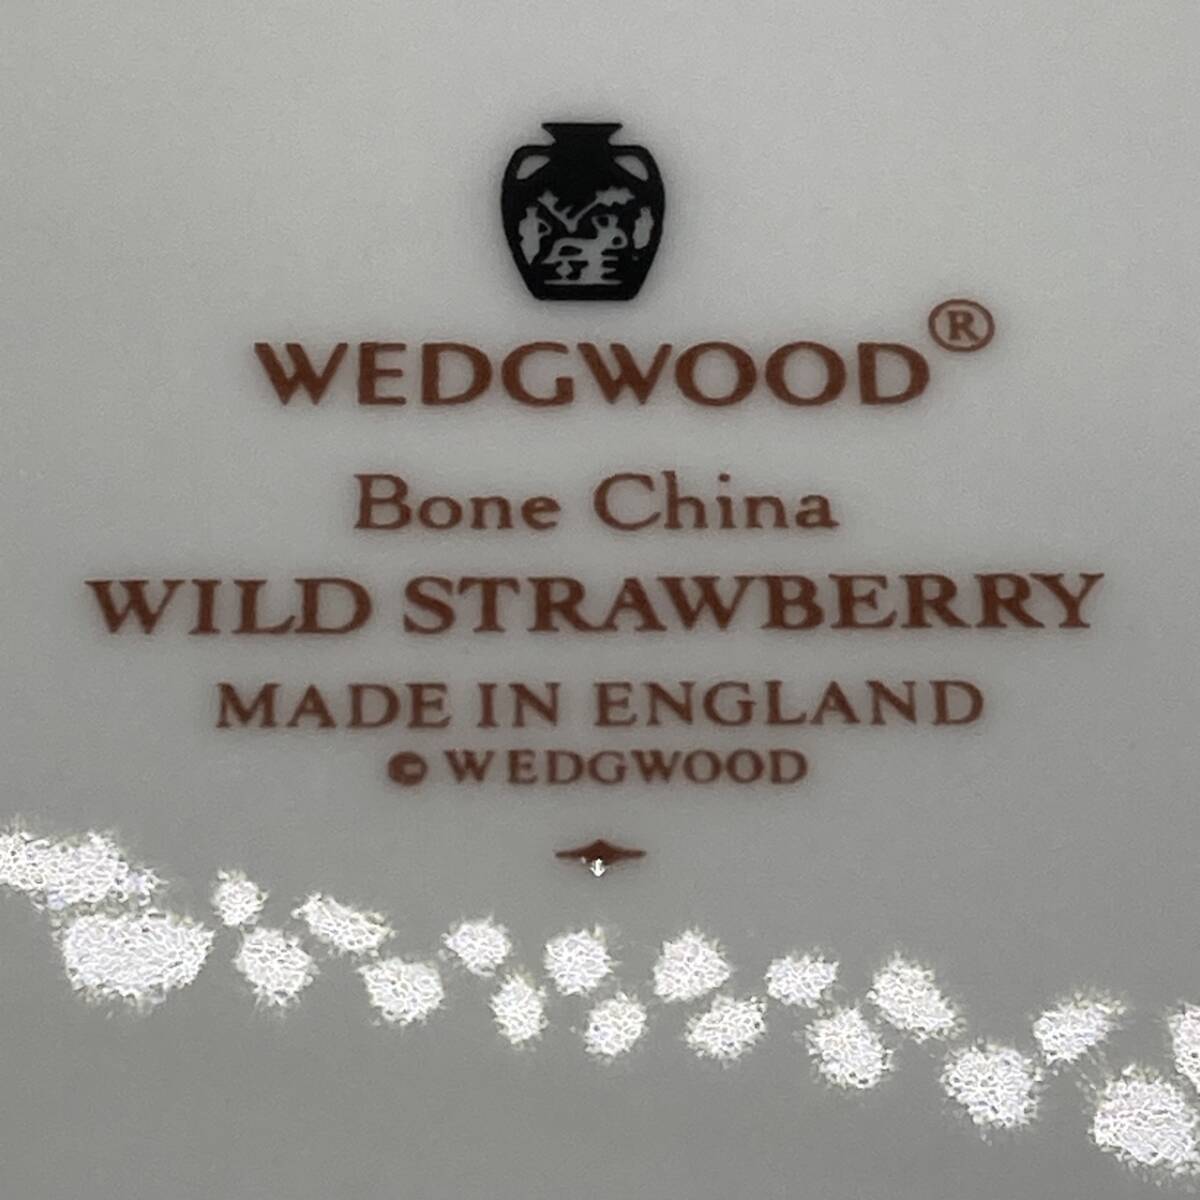 WEDGWOOD®
Bone China
WILD STRAWBERRY
MADE IN ENGLAND
© WEDGWOOD